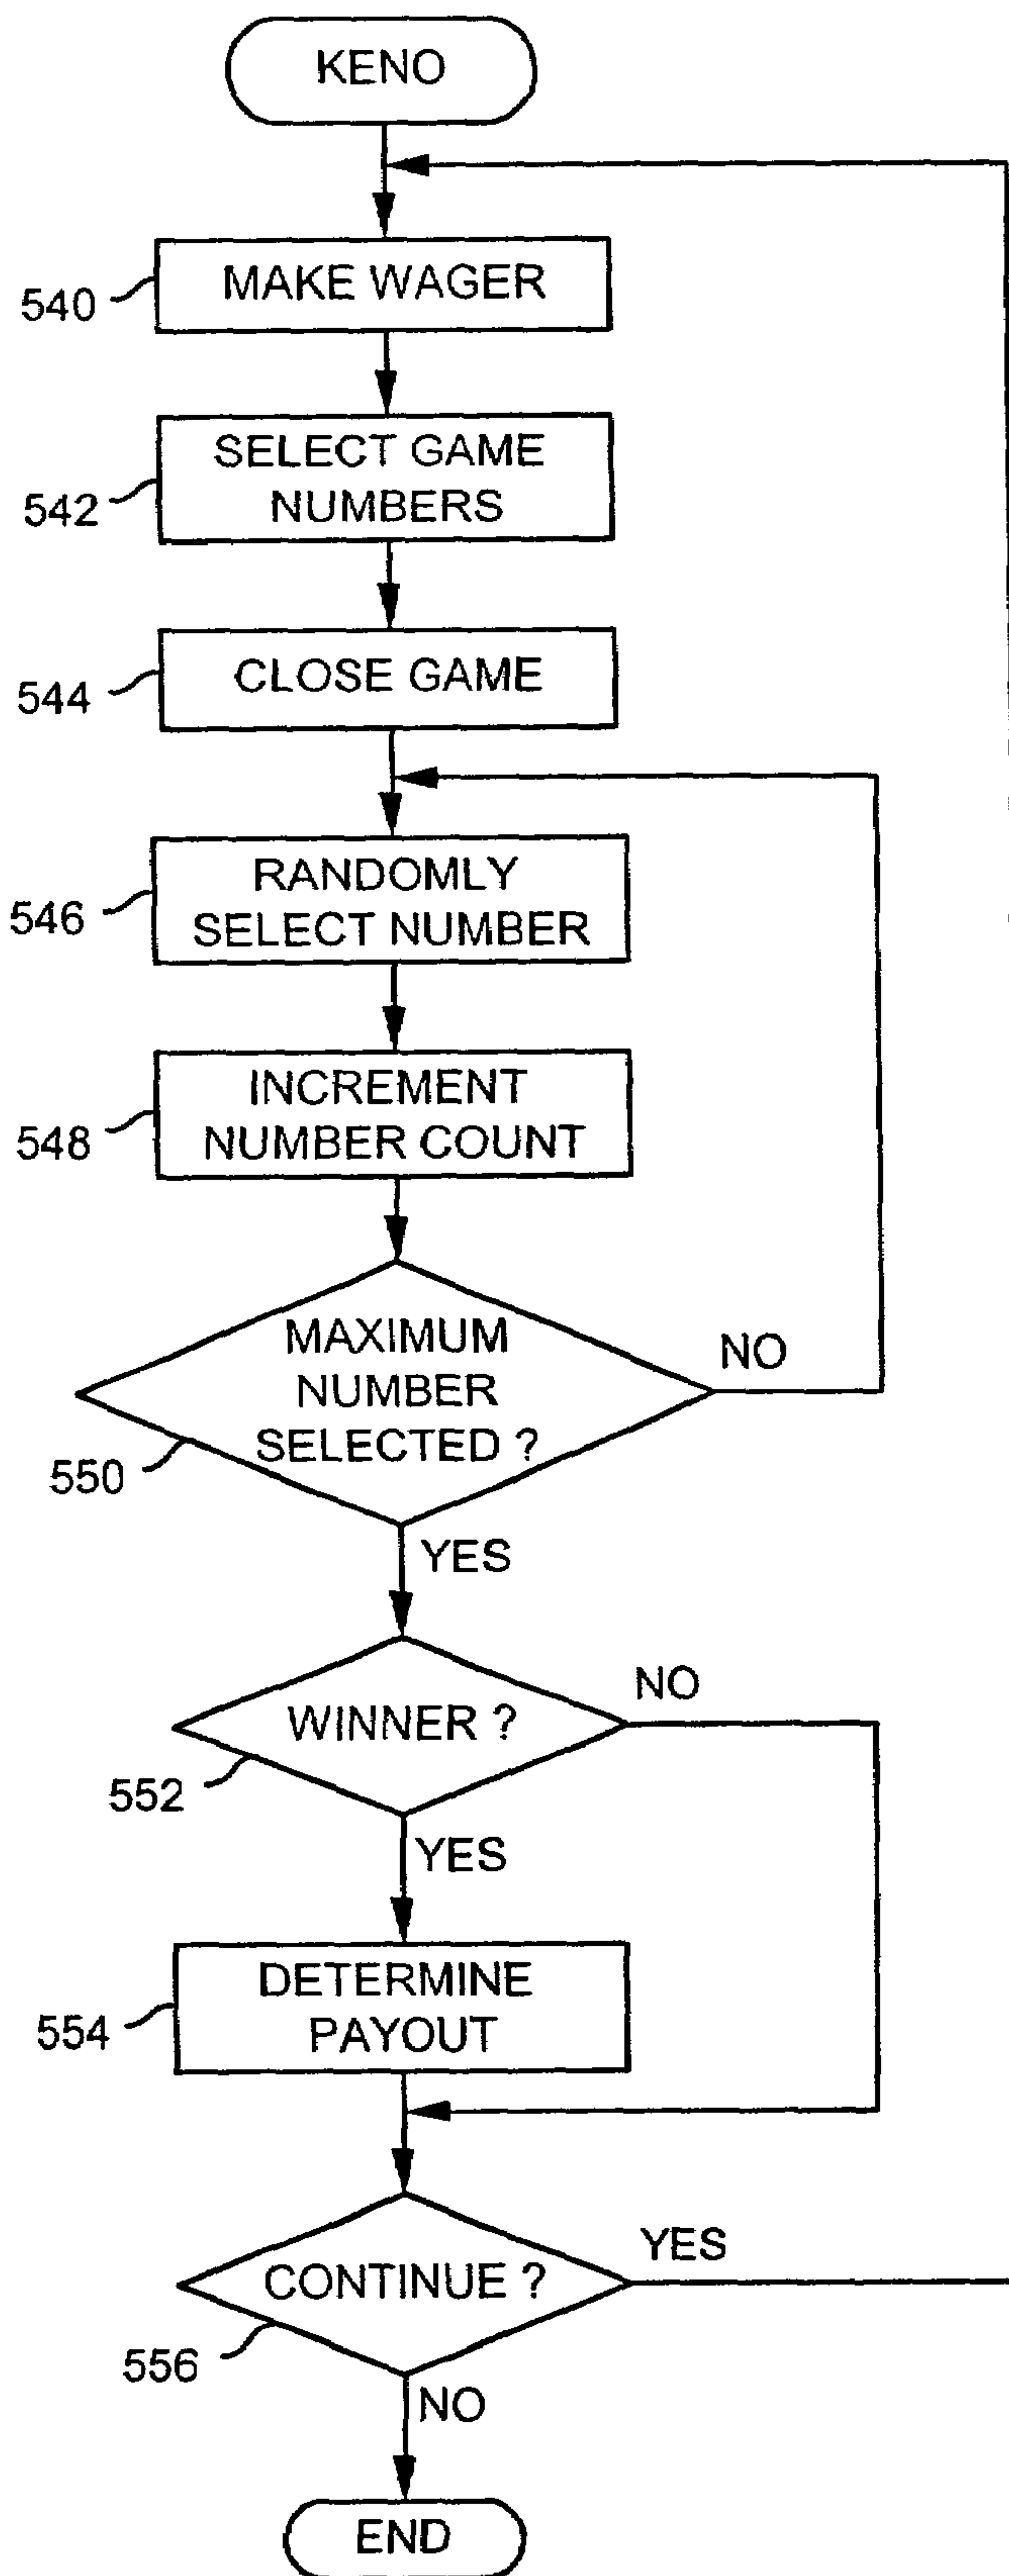 KENO
MAKE WAGER
540
SELECT GAME
NUMBERS
542
CLOSE GAME
544
RANDOMLY
SELECT NUMBER
546
INCREMENT
NUMBER COUNT
548
MAXIMUM
NUMBER
SELECTED ?
NO
550
YES
WINNER ?
NO
552
YES
DETERMINE
PAYOUT
554
CONTINUE ?
YES
556
NO
END